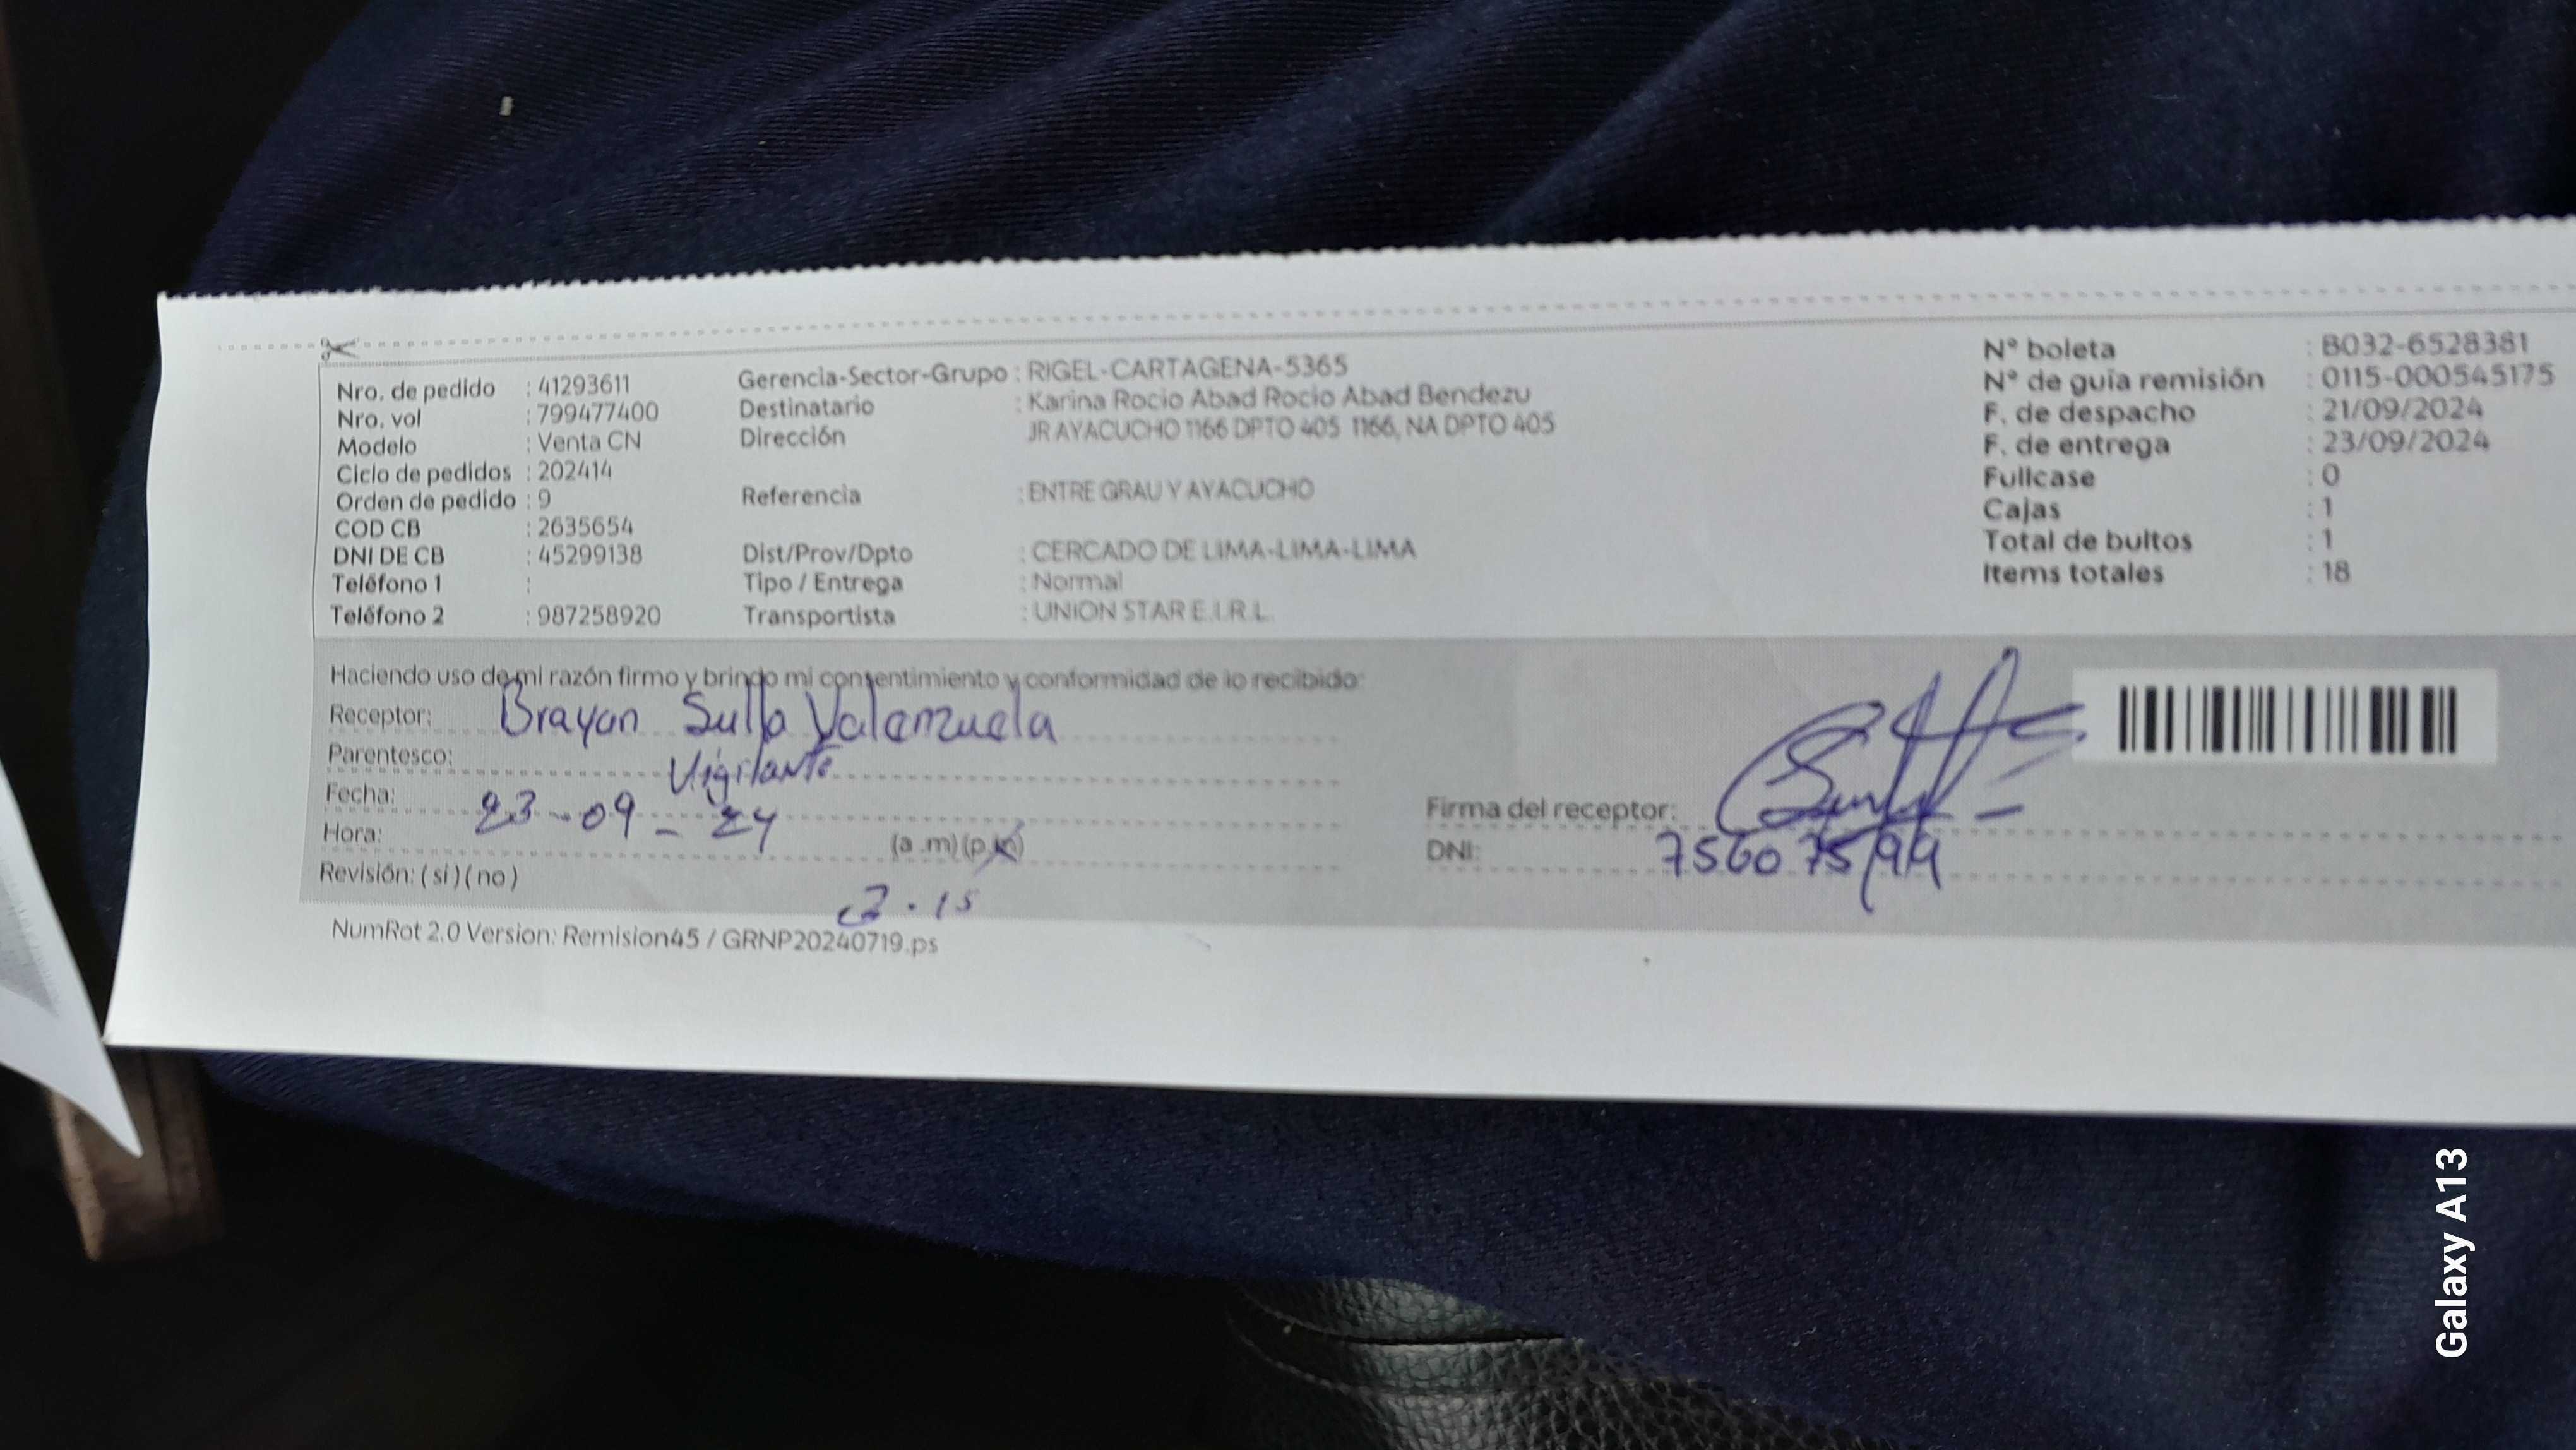 Nro. de pedido : 41293611
Nro. vol : 799477400
Modelo : Venta CN
Ciclo de pedidos : 202414
Orden de pedido : 9
COD CB : 2635654
DNI DE CB : 45299138
Teléfono 1 :
Teléfono 2 : 987258920
Gerencia-Sector-Grupo : RIGEL-CARTAGENA-5365
Destinatario : Karina Rocio Abad Rocio Abad Bendezu
Dirección JR AYACUCHO 1166 DPTO 405 1166, NA DPTO 405
Referencia : ENTRE GRAU Y AYACUCHO
Dist/Prov/Dpto : CERCADO DE LIMA-LIMA-LIMA
Tipo / Entrega : Normal
Transportista : UNION STAR E.I.R.L.
N° boleta : B032-6528381
N° de guía remisión : 0115-000545175
F. de despacho : 21/09/2024
F. de entrega : 23/09/2024
Fullcase : 0
Cajas : 1
Total de bultos : 1
Items totales : 18
Haciendo uso de mi razón firmo y brindo mi consentimiento y conformidad de lo recibido:
Receptor: Brayan Sulla Valenzuela
Parentesco: Vigilante
Fecha: 23-09-24
Hora: (a .m)(p.m)
2.15
Revisión: (si)(no)
Firma del receptor:
DNI:
NumRot 2.0 Version: Remision45 / GRNP20240719.ps
Galaxy A13